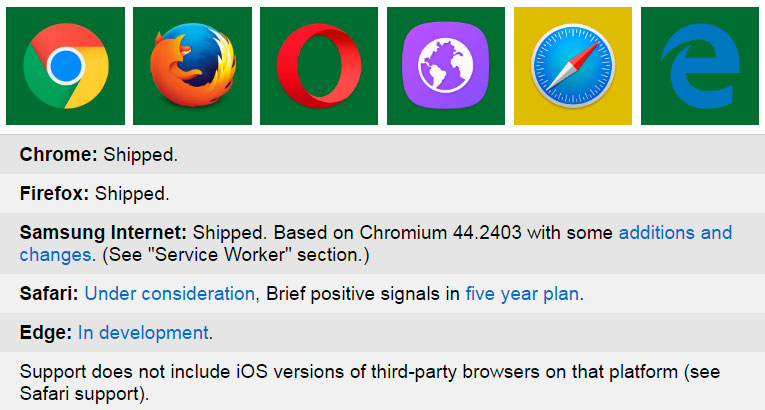 Chrome: Shipped.
Firefox: Shipped.
Samsung Internet: Shipped. Based on Chromium 44.2403 with some additions and
changes. (See "Service Worker" section.)
Safari: Under consideration, Brief positive signals in five year plan.
Edge: In development.
Support does not include iOS versions of third-party browsers on that platform (see
Safari support).